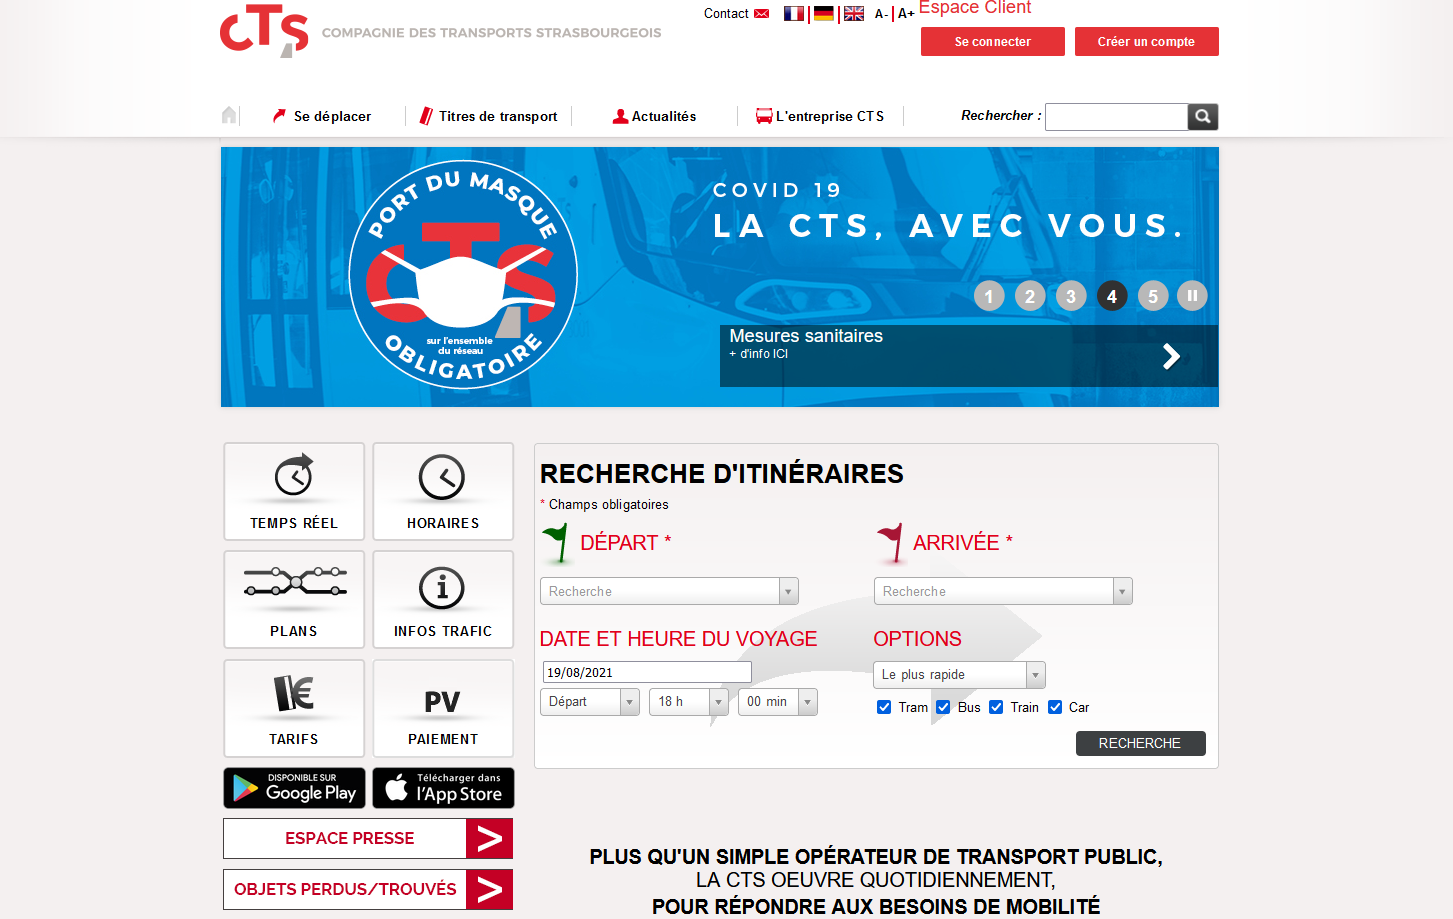 CTS COMPAGNIE DES TRANSPORTS STRASBOURGEOIS
Contact
A- A+
Espace Client
Se connecter Créer un compte
Se déplacer Titres de transport Actualités L'entreprise CTS Rechercher :
PORT DU MASQUE
CTS
sur l'ensemble
du réseau
OBLIGATOIRE
COVID 19
LA CTS, AVEC VOUS.
1 2 3 4 5
Mesures sanitaires
+ d'info ICI
TEMPS RÉEL HORAIRES
PLANS INFOS TRAFIC
€ PV
TARIFS PAIEMENT
DISPONIBLE SUR
Google Play
Télécharger dans
l'App Store
ESPACE PRESSE >
OBJETS PERDUS/TROUVÉS >
RECHERCHE D'ITINÉRAIRES
* Champs obligatoires
DÉPART * ARRIVÉE *
Recherche Recherche
DATE ET HEURE DU VOYAGE OPTIONS
19/08/2021 Le plus rapide
Départ 18 h 00 min
Tram Bus Train Car
RECHERCHE
PLUS QU'UN SIMPLE OPÉRATEUR DE TRANSPORT PUBLIC,
LA CTS OEUVRE QUOTIDIENNEMENT,
POUR RÉPONDRE AUX BESOINS DE MOBILITÉ